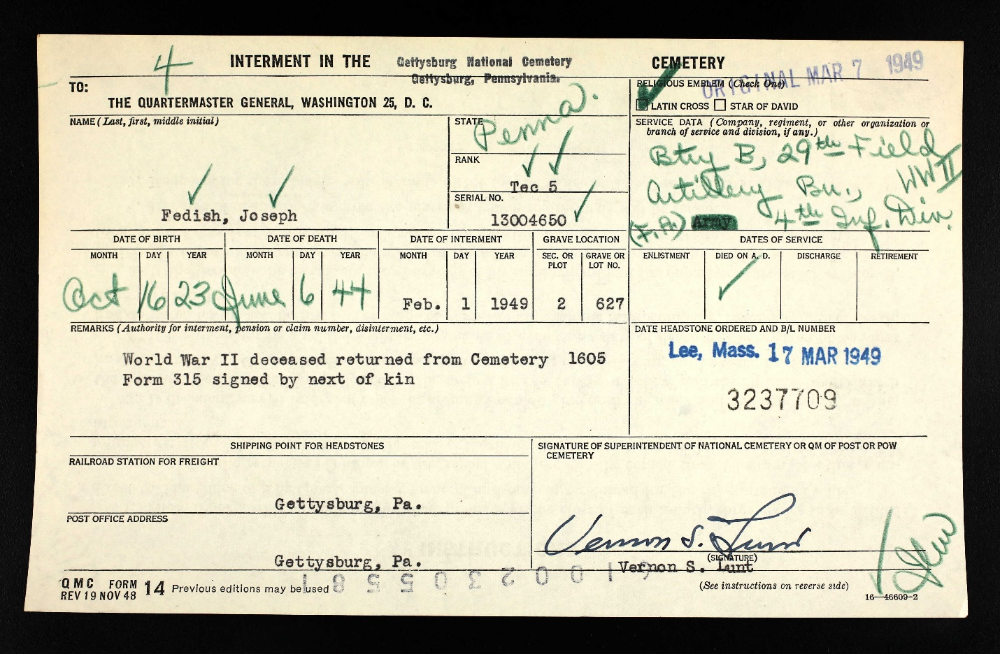 4
INTERMENT IN THE Gettysburg National Cemetery CEMETERY
Gettysburg, Pennsylvania.
ORIGINAL MAR 7 1949
TO:
THE QUARTERMASTER GENERAL, WASHINGTON 25, D. C.
RELIGIOUS EMBLEM (Check One)
LATIN CROSS STAR OF DAVID
NAME (Last, first, middle initial)
Fedish, Joseph
STATE
Penna.
RANK
Tec 5
SERIAL NO.
13004650
SERVICE DATA (Company, regiment, or other organization or
branch of service and division, if any.)
Btry B, 29th Field
Artillery Bn., WW II
(F.A.) Army 4th Inf. Div.
DATE OF BIRTH DATE OF DEATH DATE OF INTERMENT GRAVE LOCATION DATES OF SERVICE
MONTH DAY YEAR MONTH DAY YEAR MONTH DAY YEAR SEC. OR PLOT GRAVE OR LOT NO. ENLISTMENT DIED ON A. D. DISCHARGE RETIREMENT
Oct 16 23 June 6 44 Feb. 1 1949 2 627
REMARKS (Authority for interment, pension or claim number, disinterment, etc.)
World War II deceased returned from Cemetery 1605
Form 315 signed by next of kin
DATE HEADSTONE ORDERED AND B/L NUMBER
Lee, Mass. 17 MAR 1949
3237709
SHIPPING POINT FOR HEADSTONES
RAILROAD STATION FOR FREIGHT
Gettysburg, Pa.
POST OFFICE ADDRESS
Gettysburg, Pa.
SIGNATURE OF SUPERINTENDENT OF NATIONAL CEMETERY OR QM OF POST OR POW
CEMETERY
Vernon S. Lunt
(SIGNATURE)
Vernon S. Lunt
QMC FORM 14 Previous editions may be used
REV 19 NOV 48
(See instructions on reverse side)
16—46609-2